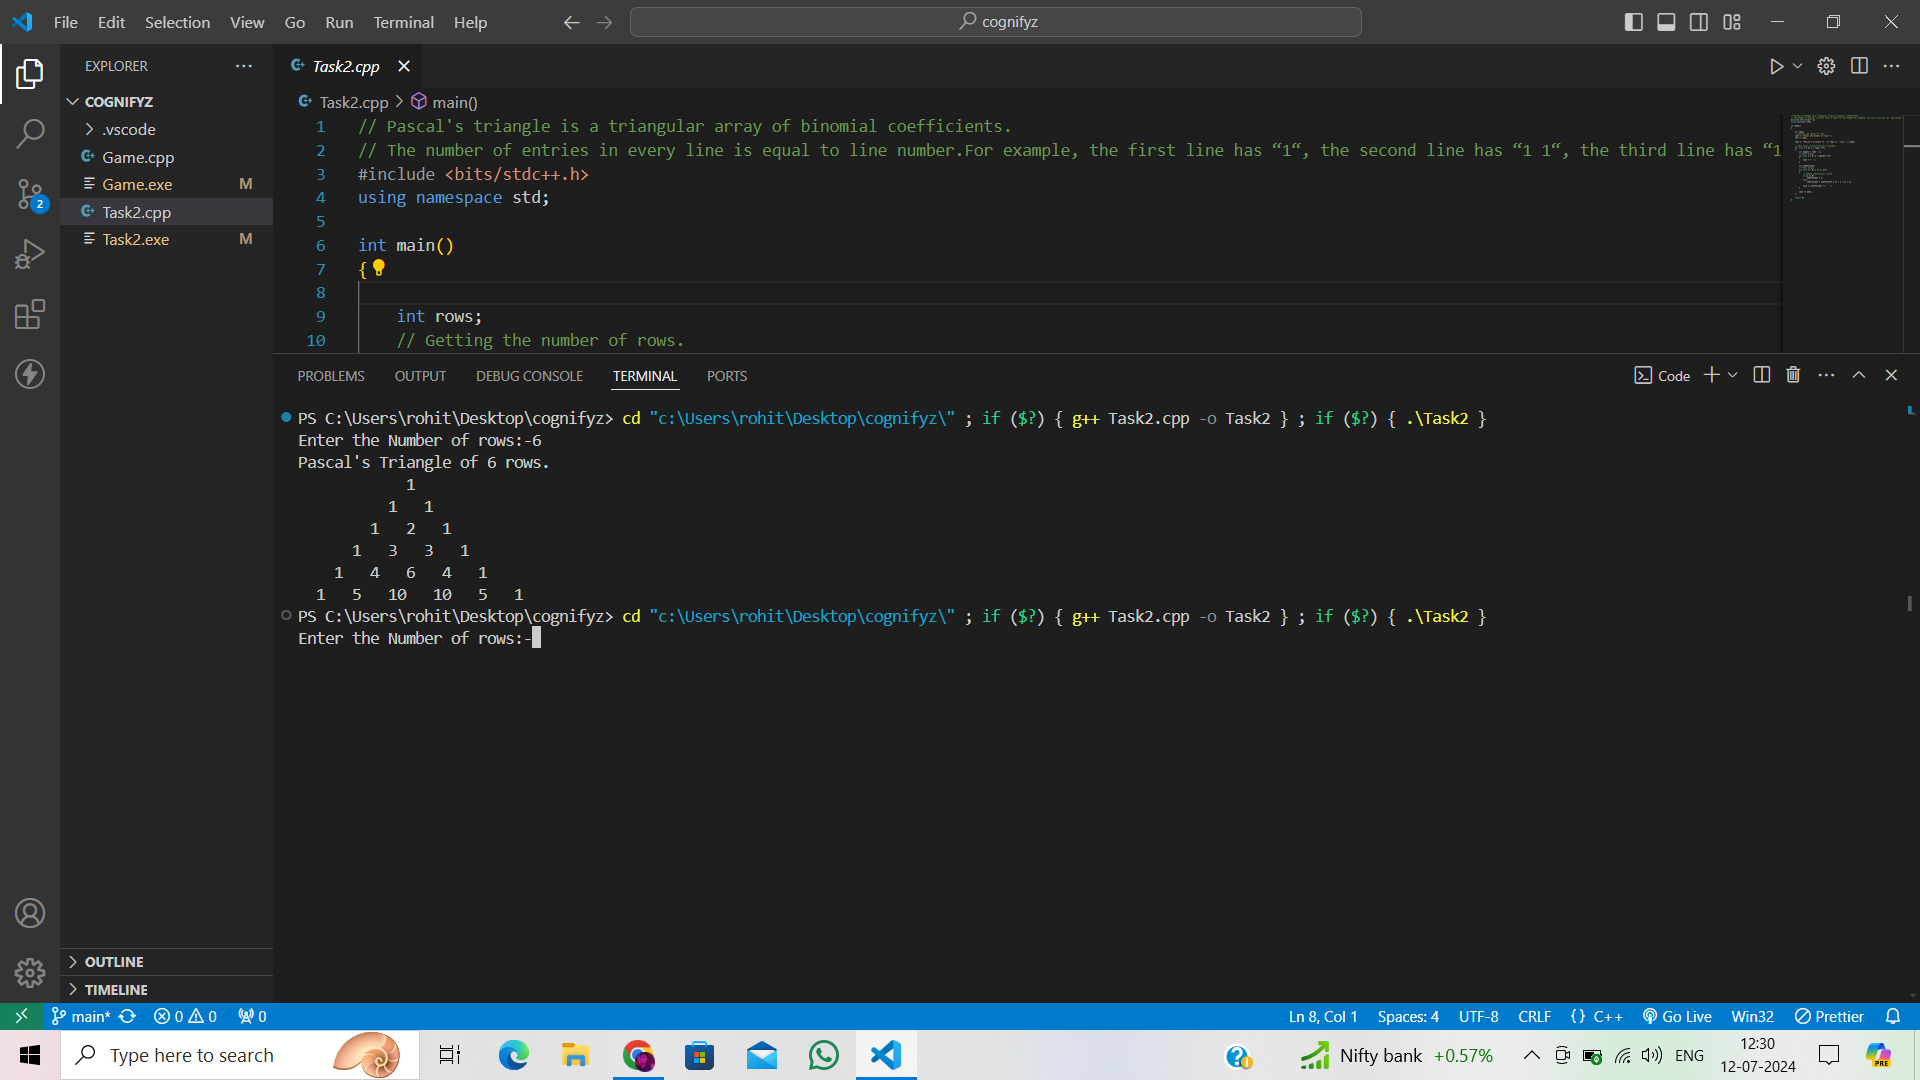 File Edit Selection View Go Run Terminal Help
cognifyz
EXPLORER
Task2.cpp
COGNIFYZ
.vscode
Game.cpp
Game.exe M
Task2.cpp
Task2.exe M
Task2.cpp > main()
1 // Pascal's triangle is a triangular array of binomial coefficients.
2 // The number of entries in every line is equal to line number.For example, the first line has “1“, the second line has “1 1“, the third line has “1
3 #include <bits/stdc++.h>
4 using namespace std;
5
6 int main()
7 {
8
9 int rows;
10 // Getting the number of rows.
PROBLEMS OUTPUT DEBUG CONSOLE TERMINAL PORTS
Code
PS C:\Users\rohit\Desktop\cognifyz> cd "c:\Users\rohit\Desktop\cognifyz\" ; if ($?) { g++ Task2.cpp -o Task2 } ; if ($?) { .\Task2 }
Enter the Number of rows:-6
Pascal's Triangle of 6 rows.
1
1 1
1 2 1
1 3 3 1
1 4 6 4 1
1 5 10 10 5 1
PS C:\Users\rohit\Desktop\cognifyz> cd "c:\Users\rohit\Desktop\cognifyz\" ; if ($?) { g++ Task2.cpp -o Task2 } ; if ($?) { .\Task2 }
Enter the Number of rows:-
2
OUTLINE
TIMELINE
main* 0 0 0 Ln 8, Col 1 Spaces: 4 UTF-8 CRLF {} C++ Go Live Win32 Prettier
Type here to search
Nifty bank +0.57% ENG
12:30
12-07-2024
PRE